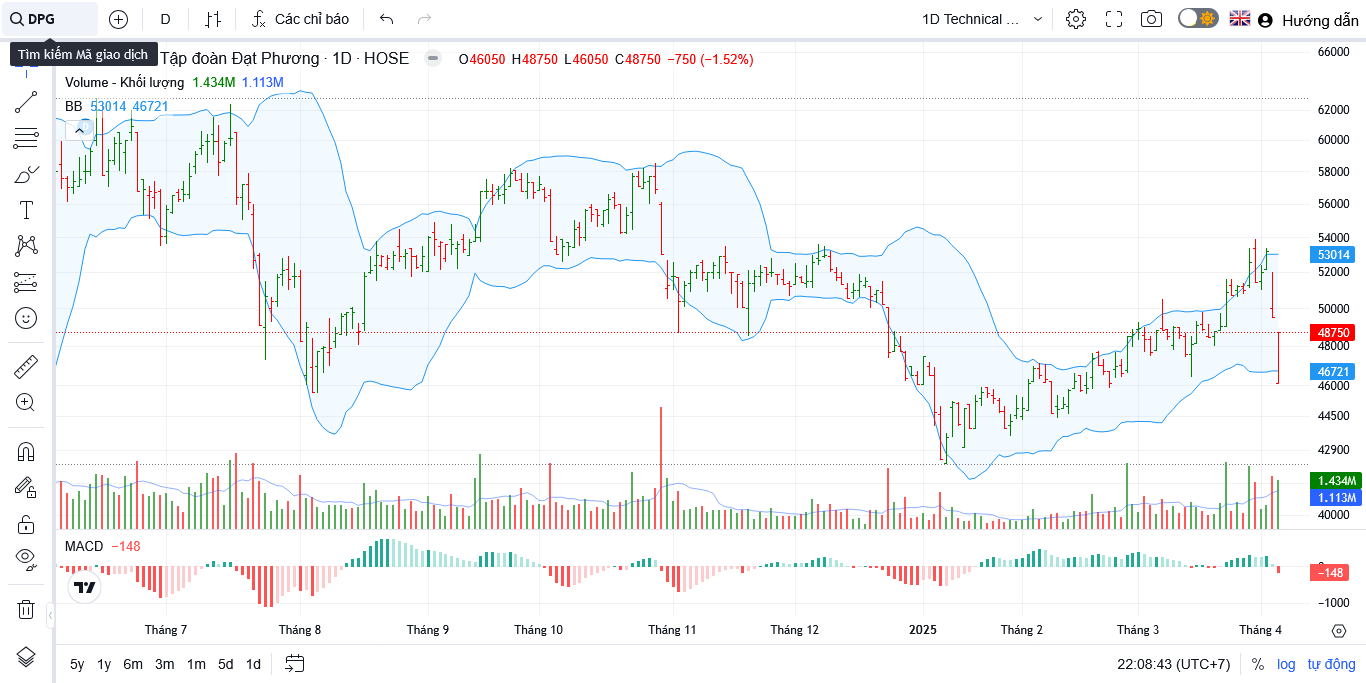 DPG
D
Các chỉ báo
1D Technical ...
Hướng dẫn
Tìm kiếm Mã giao dịch
Tập đoàn Đạt Phương · 1D · HOSE
O46050 H48750 L46050 C48750 −750 (−1.52%)
Volume - Khối lượng 1.434M 1.113M
BB 53014 46721
66000
62000
60000
58000
56000
54000
53014
52000
50000
48750
48000
46721
46000
44500
42900
1.434M
1.113M
40000
MACD −148
−148
−1000
Tháng 7
Tháng 8
Tháng 9
Tháng 10
Tháng 11
Tháng 12
2025
Tháng 2
Tháng 3
Tháng 4
5y 1y 6m 3m 1m 5d 1d
22:08:43 (UTC+7)
% log tự động